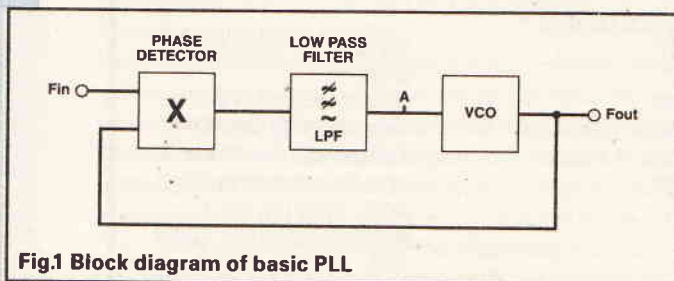 PHASE
DETECTOR
LOW PASS
FILTER
Fin
X
LPF
A
VCO
Fout
Fig.1 Block diagram of basic PLL